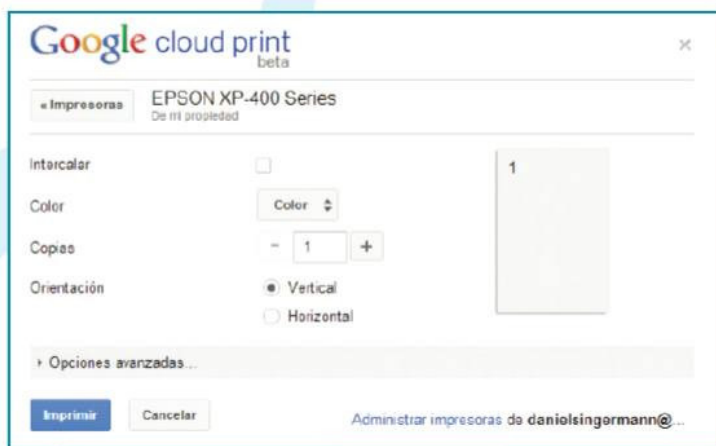 Google cloud print
beta
« Impresoras
EPSON XP-400 Series
De mi propiedad
Intercalar
1
Color
Color
Copias
- 1 +
Orientación
Vertical
Horizontal
Opciones avanzadas...
Imprimir
Cancelar
Administrar impresoras de danielsingermann@...